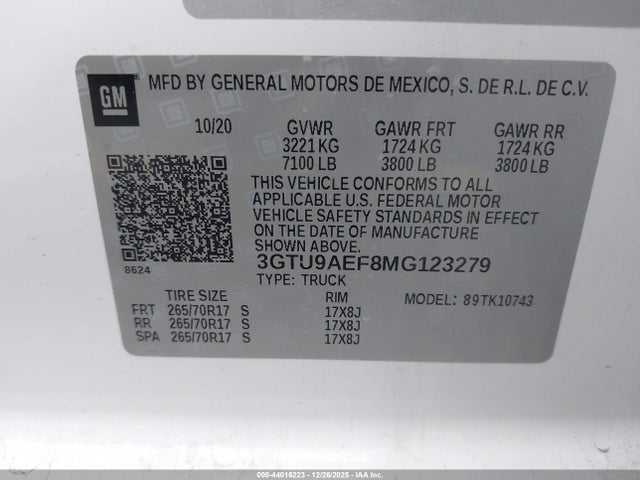 GM
MFD BY GENERAL MOTORS DE MEXICO, S. DE R.L. DE C.V.
10/20 GVWR GAWR FRT GAWR RR
3221 KG 1724 KG 1724 KG
7100 LB 3800 LB 3800 LB
THIS VEHICLE CONFORMS TO ALL
APPLICABLE U.S. FEDERAL MOTOR
VEHICLE SAFETY STANDARDS IN EFFECT
ON THE DATE OF MANUFACTURE
SHOWN ABOVE.
8624
3GTU9AEF8MG123279
TYPE: TRUCK
TIRE SIZE RIM MODEL: 89TK10743
FRT 265/70R17 S 17X8J
RR 265/70R17 S 17X8J
SPA 265/70R17 S 17X8J
000-44016223 -- 12/26/2025 -- IAAI.com